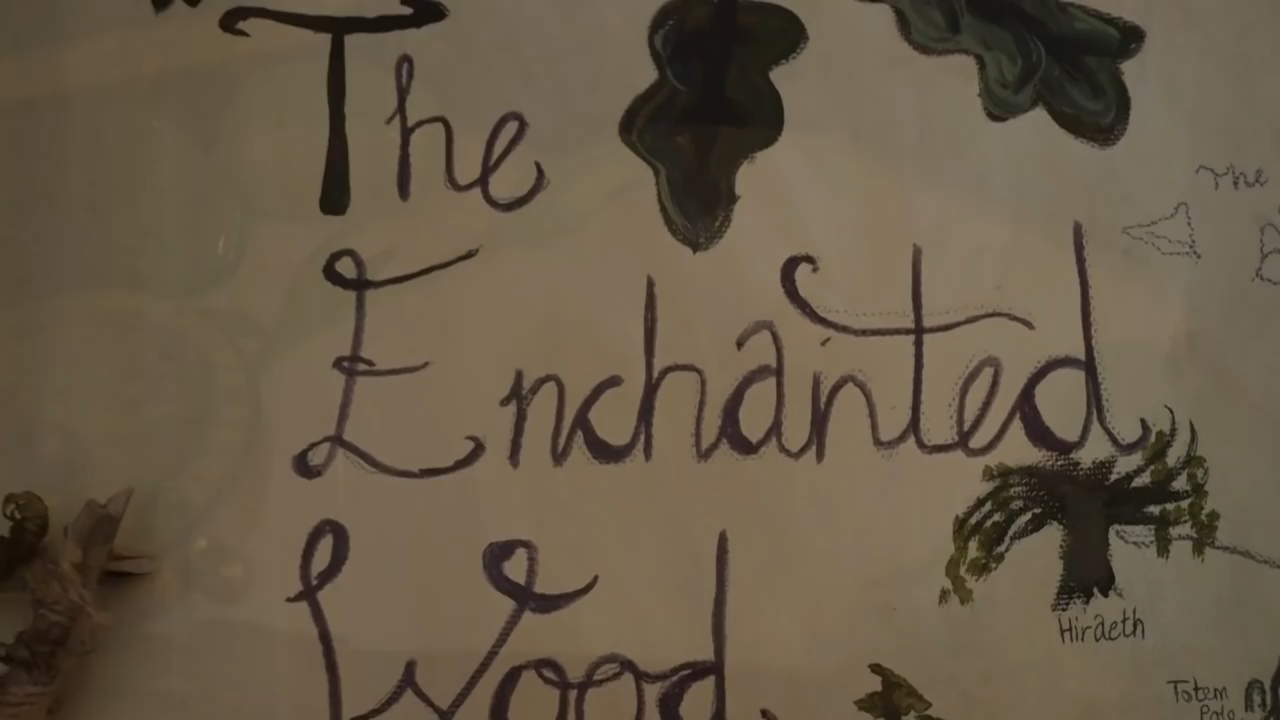 The
The
Enchanted
Wood
Hiraeth
Totem
Pole